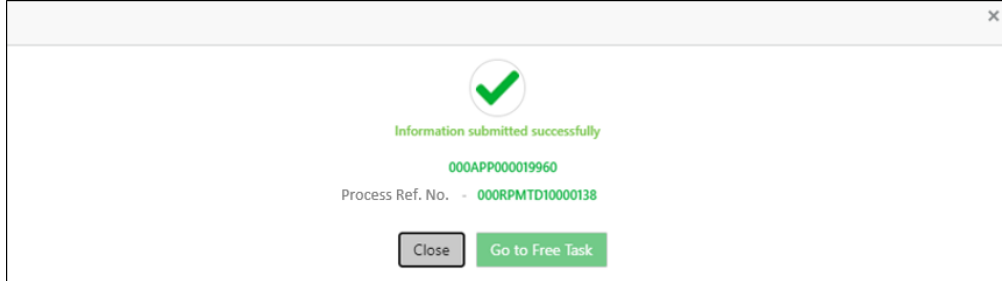 ×
Information submitted successfully
000APP000019960
Process Ref. No. - 000RPMTD10000138
Close Go to Free Task